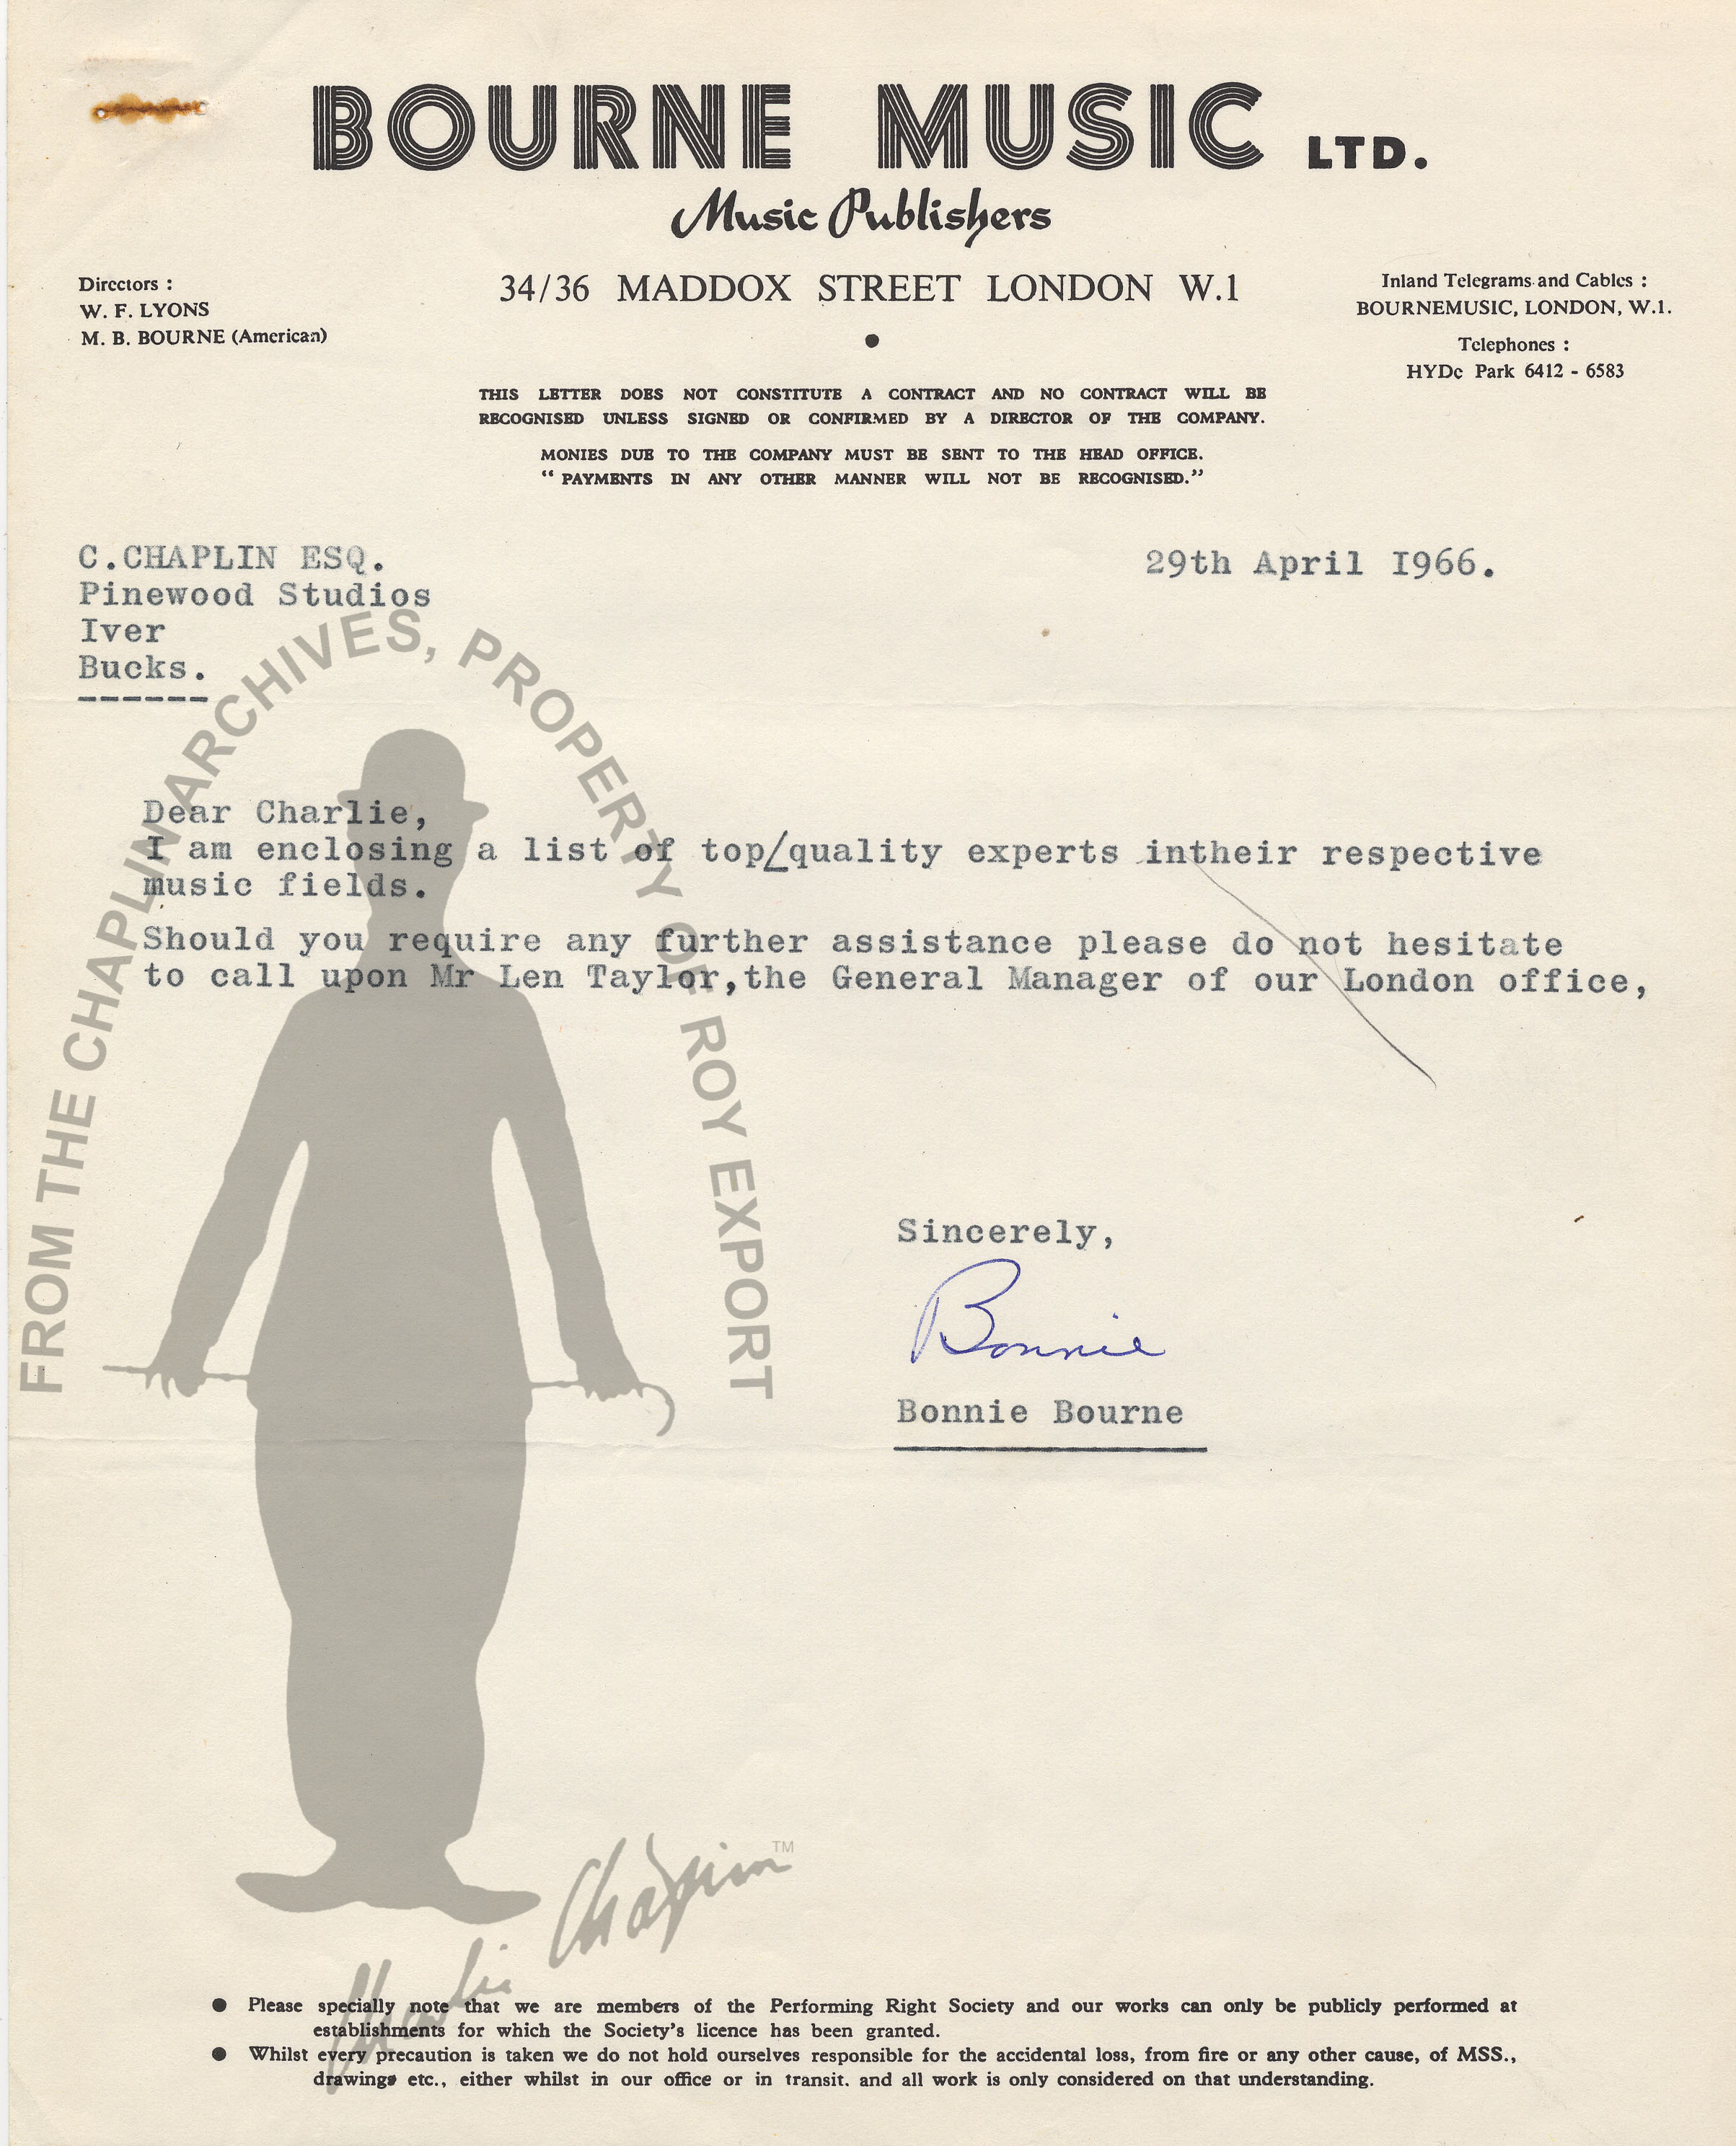 BOURNE MUSIC LTD.
Music Publishers
Directors :
W. F. LYONS
M. B. BOURNE (American)
34/36 MADDOX STREET LONDON W.1
Inland Telegrams and Cables :
BOURNEMUSIC, LONDON, W.1.
Telephones :
HYDe Park 6412 - 6583
THIS LETTER DOES NOT CONSTITUTE A CONTRACT AND NO CONTRACT WILL BE
RECOGNISED UNLESS SIGNED OR CONFIRMED BY A DIRECTOR OF THE COMPANY.
MONIES DUE TO THE COMPANY MUST BE SENT TO THE HEAD OFFICE.
“ PAYMENTS IN ANY OTHER MANNER WILL NOT BE RECOGNISED.”
C.CHAPLIN ESQ.
Pinewood Studios
Iver
Bucks.
29th April I966.
Dear Charlie,
I am enclosing a list of top/quality experts intheir respective
music fields.
Should you require any further assistance please do not hesitate
to call upon Mr Len Taylor,the General Manager of our London office,
Sincerely,
Bonnie
Bonnie Bourne
FROM THE CHAPLIN ARCHIVES, PROPERTY OF ROY EXPORT
Charlie Chaplin TM
● Please specially note that we are members of the Performing Right Society and our works can only be publicly performed at
establishments for which the Society's licence has been granted.
● Whilst every precaution is taken we do not hold ourselves responsible for the accidental loss, from fire or any other cause, of MSS.,
drawings etc., either whilst in our office or in transit. and all work is only considered on that understanding.